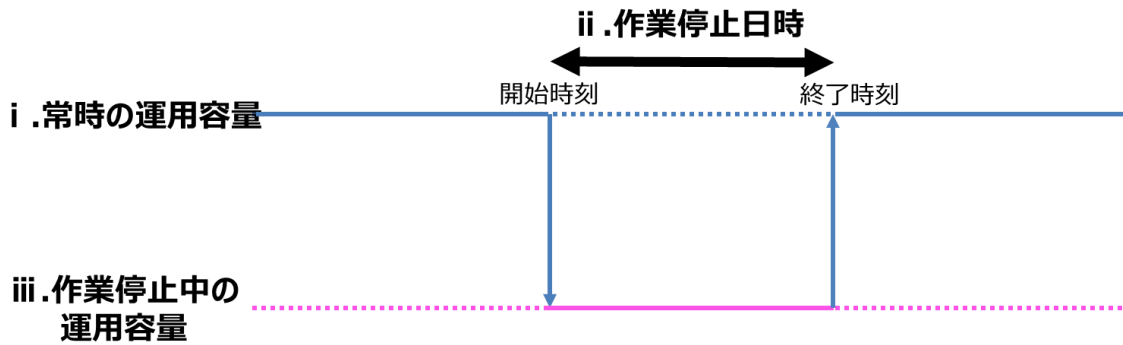 ⅱ.作業停止日時
開始時刻
終了時刻
ⅰ.常時の運用容量
ⅲ.作業停止中の
運用容量